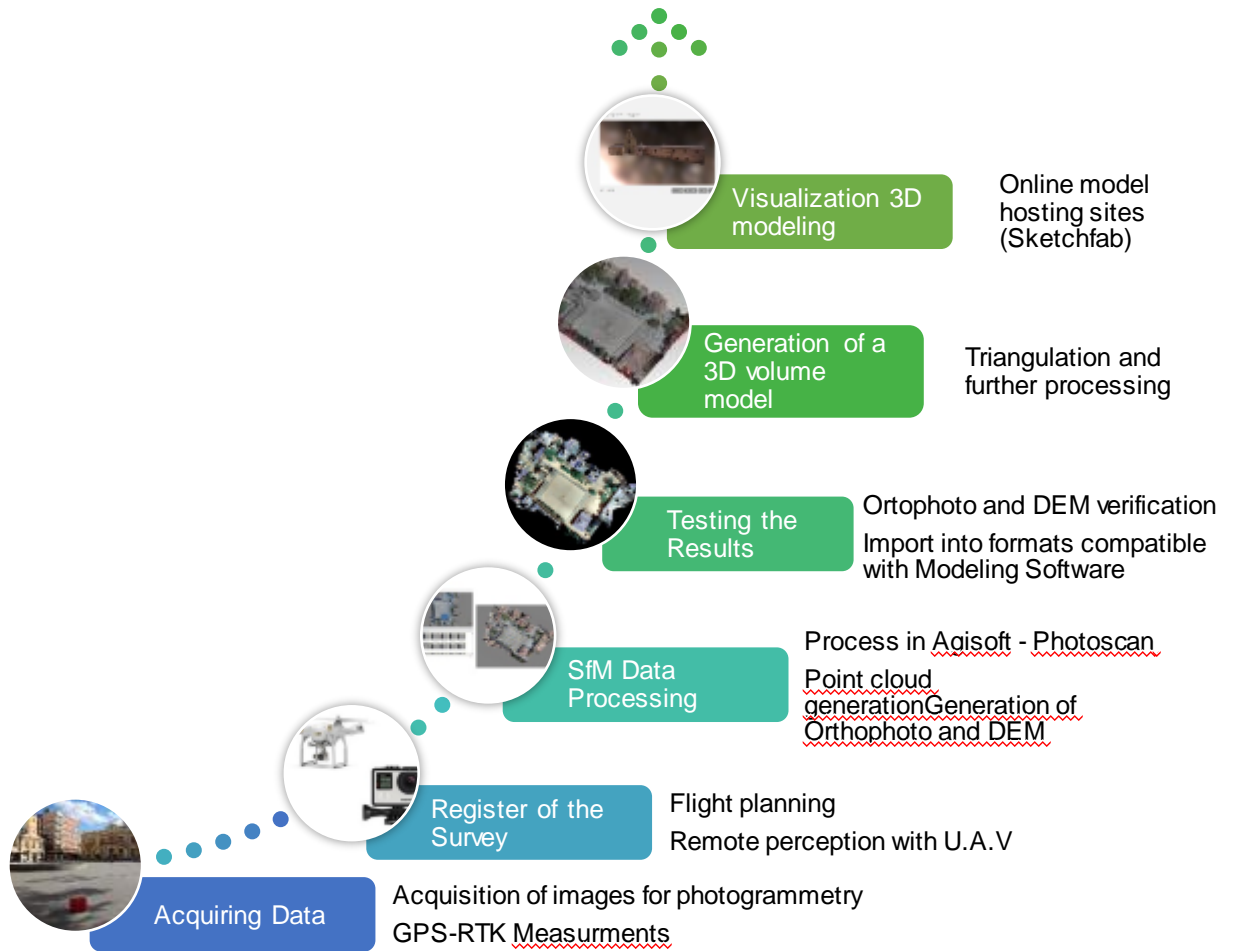 Visualization 3D
modeling
Online model
hosting sites
(Sketchfab)
Generation of a
3D volume
model
Triangulation and
further processing
Testing the
Results
Ortophoto and DEM verification
Import into formats compatible
with Modeling Software
SfM Data
Processing
Process in Agisoft - Photoscan
Point cloud
generationGeneration of
Orthophoto and DEM
Register of the
Survey
Flight planning
Remote perception with U.A.V
Acquiring Data
Acquisition of images for photogrammetry
GPS-RTK Measurments